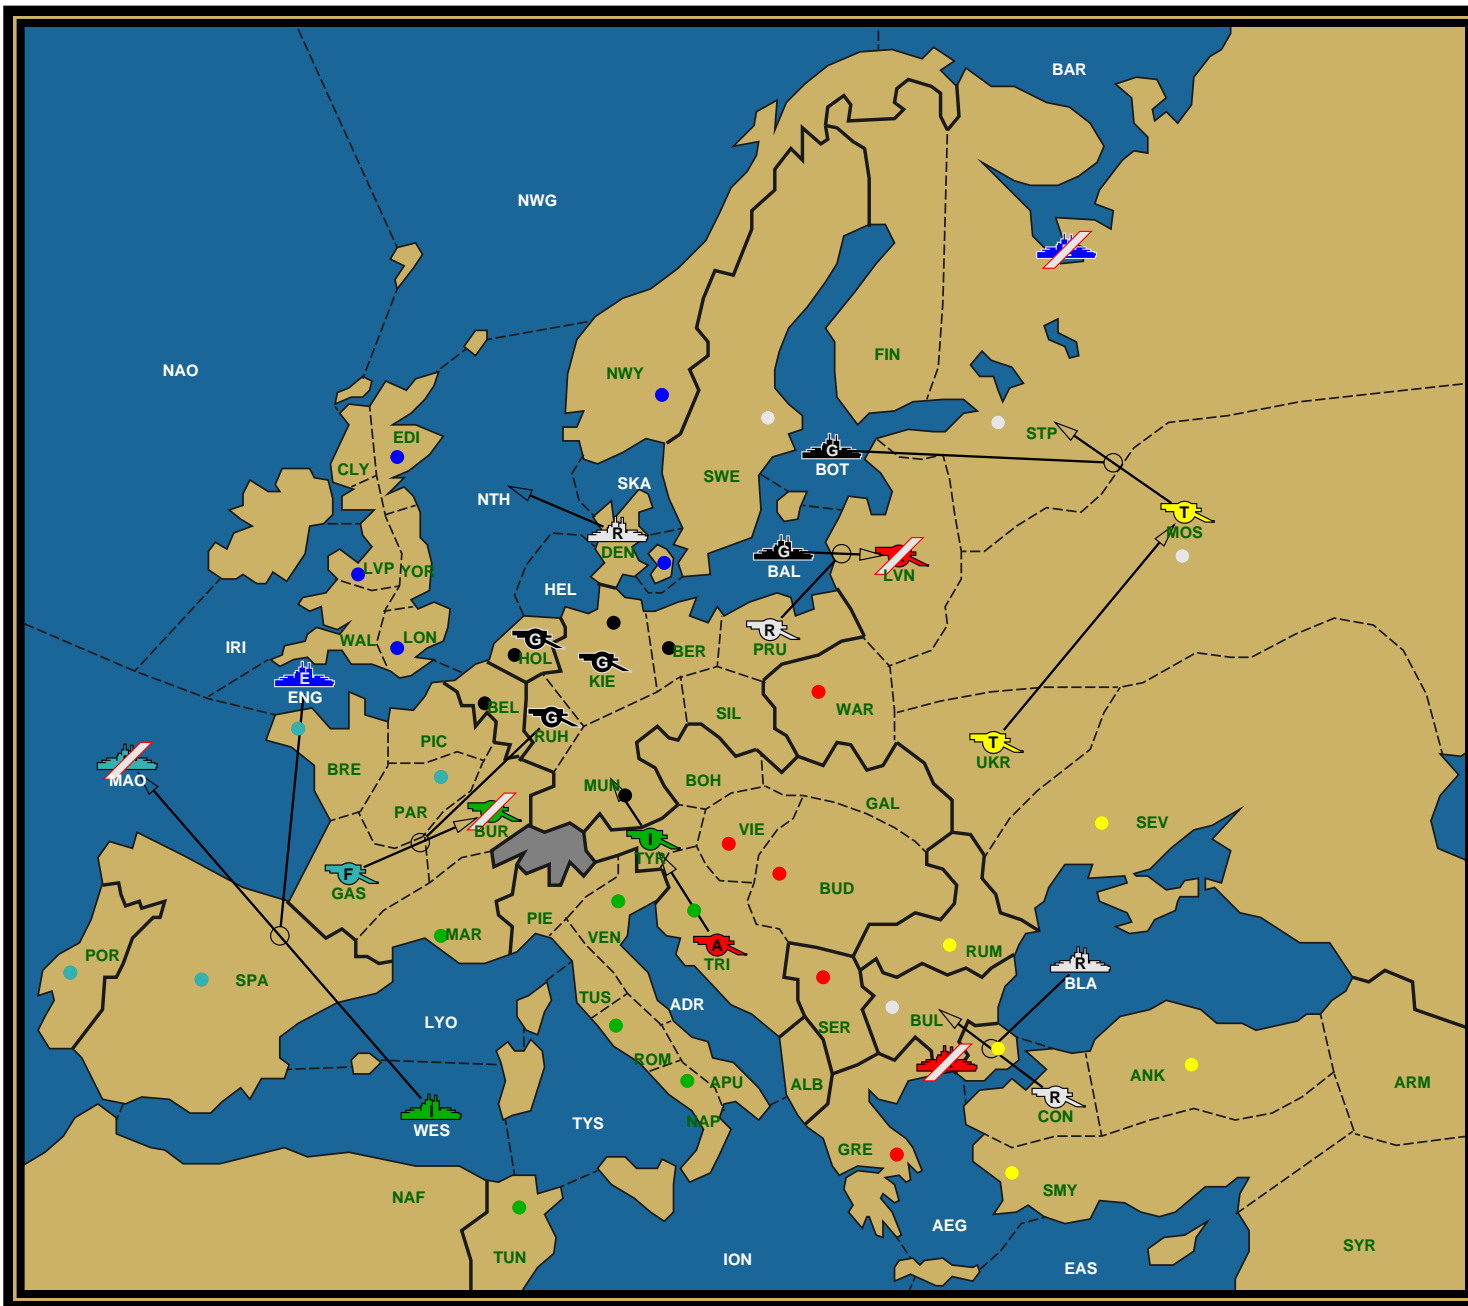 BAR
NWG
NAO
FIN
NWY
EDI
STP
CLY
G
BOT
SWE
SKA
NTH
T
MOS
R
DEN
G
BAL
LVN
LVP
YOR
HEL
R
PRU
G
HOL
WAL
LON
IRI
BER
G
KIE
E
ENG
BEL
G
RUH
SIL
WAR
PIC
T
UKR
BRE
MAO
MUN
BOH
GAL
PAR
BUR
VIE
SEV
I
TYR
F
GAS
BUD
PIE
MAR
VEN
A
TRI
RUM
POR
SPA
R
BLA
TUS
ADR
LYO
SER
BUL
ROM
APU
ALB
ANK
ARM
R
CON
I
WES
TYS
NAP
GRE
NAF
SMY
AEG
TUN
ION
EAS
SYR